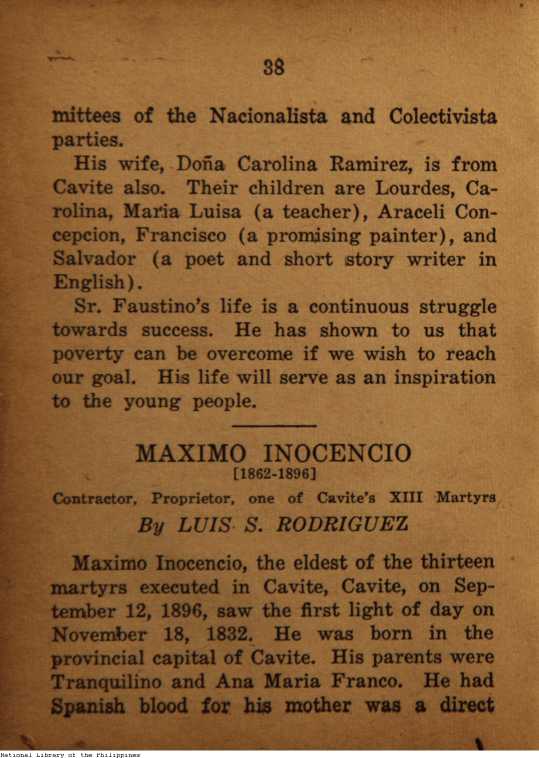 38
mittees of the Nacionalista and Colectivista
parties.
His wife, Doña Carolina Ramirez, is from
Cavite also. Their children are Lourdes, Ca-
rolina, Maria Luisa (a teacher), Araceli Con-
cepcion, Francisco (a promising painter), and
Salvador (a poet and short story writer in
English).
Sr. Faustino's life is a continuous struggle
towards success. He has shown to us that
poverty can be overcome if we wish to reach
our goal. His life will serve as an inspiration
to the young people.
MAXIMO INOCENCIO
[1862-1896]
Contractor, Proprietor, one of Cavite's XIII Martyrs
By LUIS S. RODRIGUEZ
Maximo Inocencio, the eldest of the thirteen
martyrs executed in Cavite, Cavite, on Sep-
tember 12, 1896, saw the first light of day on
November 18, 1832. He was born in the
provincial capital of Cavite. His parents were
Tranquilino and Ana Maria Franco. He had
Spanish blood for his mother was a direct
National Library of the Philippines